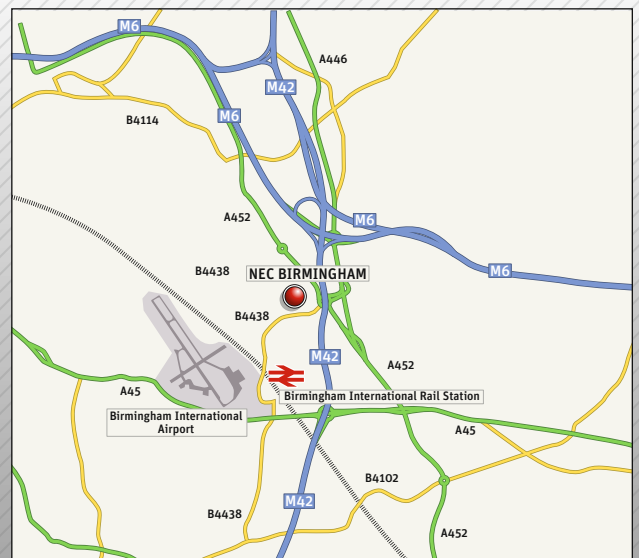 M6
A446
M42
M6
B4114
A452
M6
B4438
NEC BIRMINGHAM
M6
B4438
M42
A452
A45
Birmingham International Rail Station
Birmingham International
Airport
A45
B4102
M42
B4438
A452